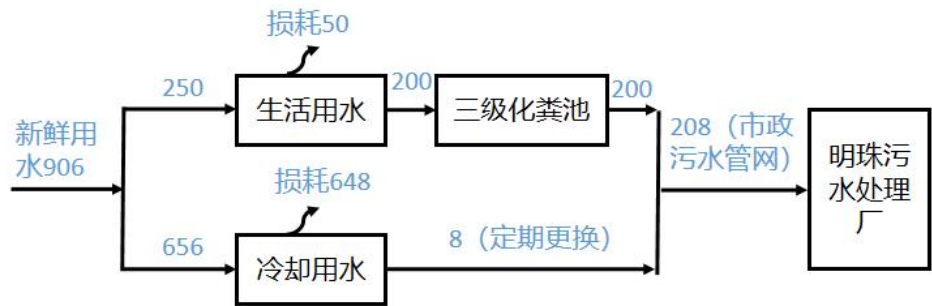 损耗50
250
生活用水
200
三级化粪池
200
新鲜用
水906
208（市政
污水管网）
明珠污
水处理
厂
损耗648
656
冷却用水
8（定期更换）